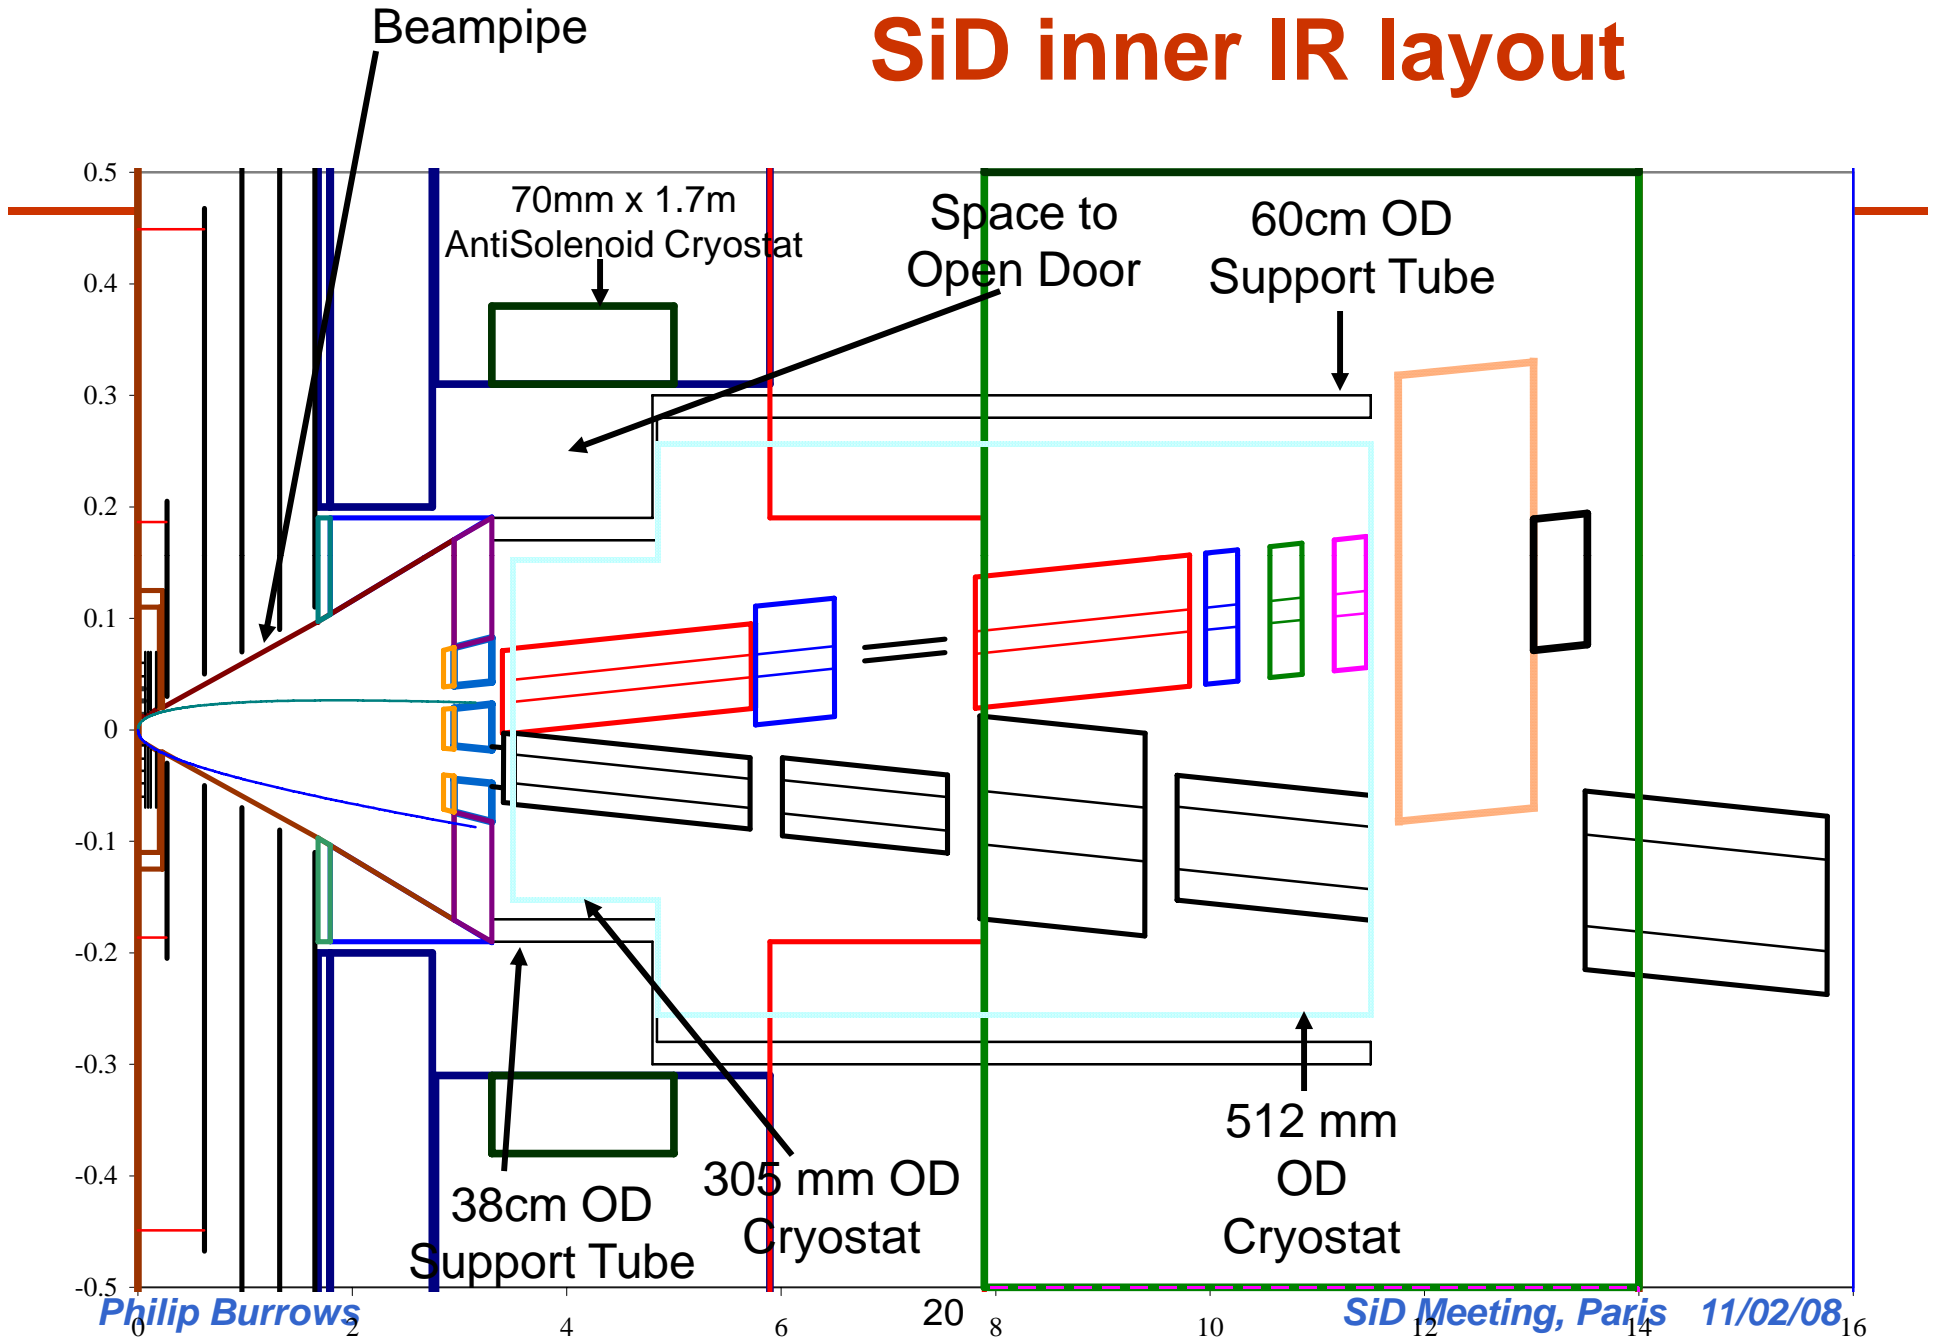 Beampipe
SiD inner IR layout
70mm x 1.7m
AntiSolenoid Cryostat
Space to
Open Door
60cm OD
Support Tube
0.5
0.4
0.3
0.2
0.1
0
-0.1
-0.2
-0.3
-0.4
-0.5
38cm OD
Support Tube
305 mm OD
Cryostat
512 mm
OD
Cryostat
0 2 4 6 8 10 12 14 16
Philip Burrows
20
SiD Meeting, Paris 11/02/08